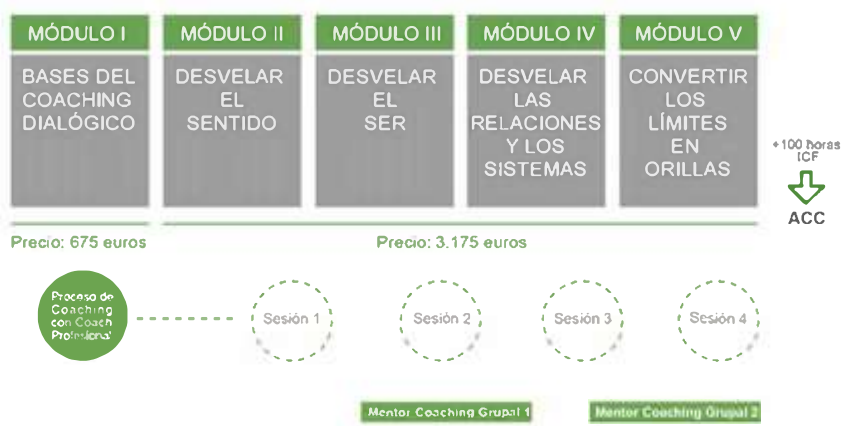 MÓDULO I
MÓDULO II
MÓDULO III
MÓDULO IV
MÓDULO V
BASES DEL
COACHING
DIALÓGICO
DESVELAR
EL
SENTIDO
DESVELAR
EL
SER
DESVELAR
LAS
RELACIONES
Y LOS
SISTEMAS
CONVERTIR
LOS
LÍMITES
EN
ORILLAS
+100 horas
ICF
ACC
Precio: 675 euros
Precio: 3.175 euros
Proceso de
Coaching
con Coach
Profesional
Sesión 1
Sesión 2
Sesión 3
Sesión 4
Mentor Coaching Grupal 1
Mentor Coaching Grupal 2